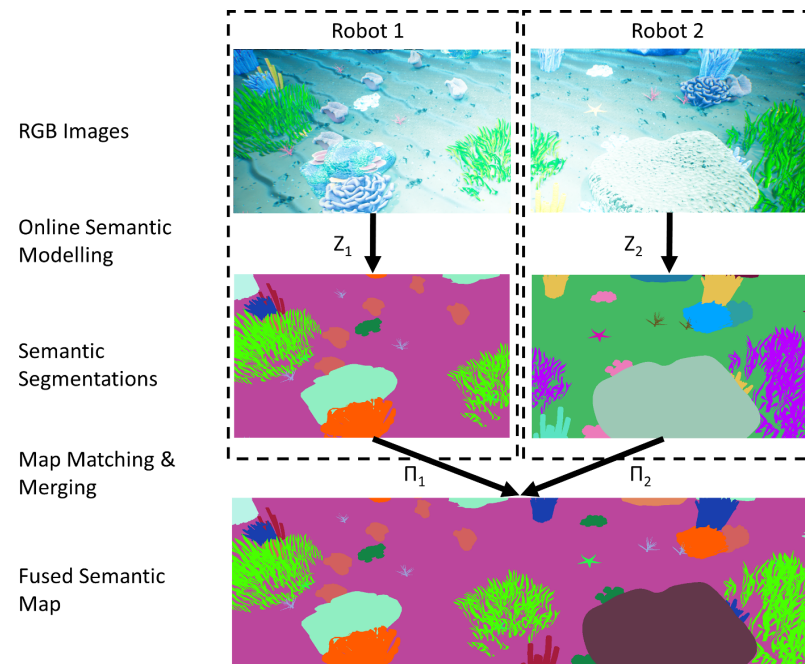 Robot 1
Robot 2
RGB Images
Online Semantic
Modelling
Z₁
Z₂
Semantic
Segmentations
Map Matching &
Merging
Π₁
Π₂
Fused Semantic
Map